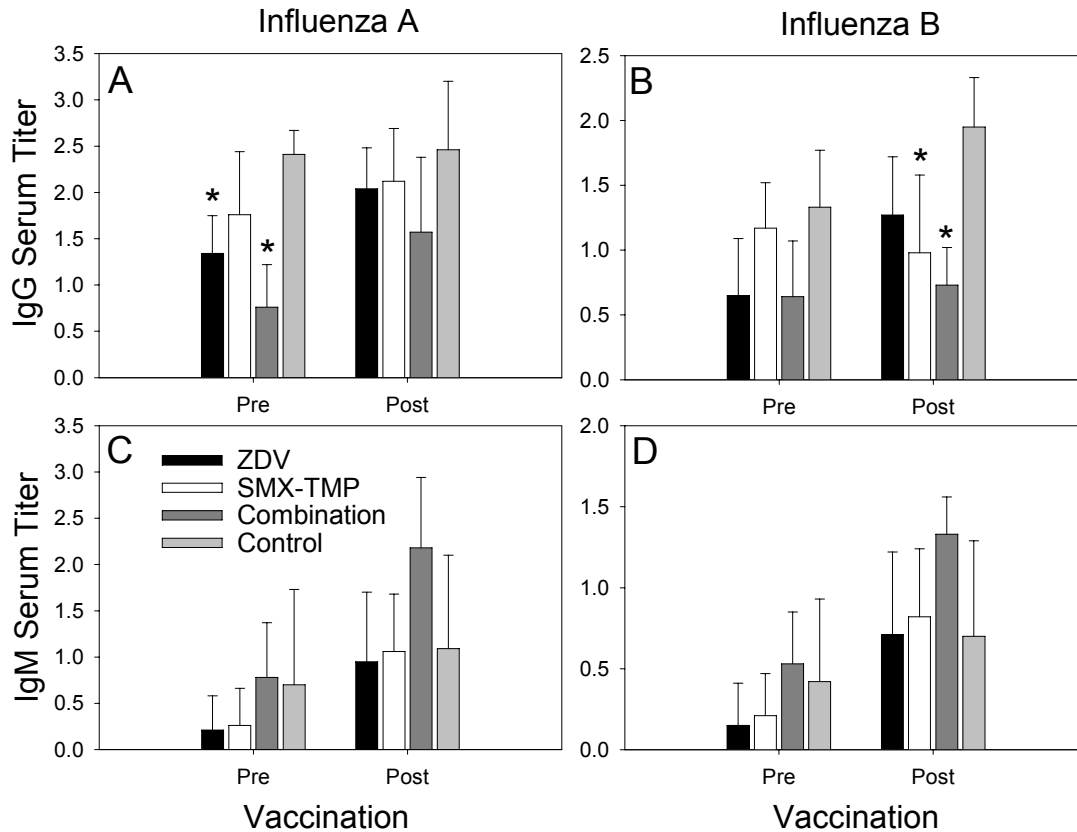 Influenza A
Influenza B
IgG Serum Titer
A
3.5
3.0
2.5
2.0
1.5
1.0
0.5
0.0
*
*
Pre
Post
B
2.5
2.0
1.5
1.0
0.5
0.0
*
*
Pre
Post
IgM Serum Titer
C
3.5
3.0
2.5
2.0
1.5
1.0
0.5
0.0
ZDV
SMX-TMP
Combination
Control
Pre
Post
Vaccination
D
2.0
1.5
1.0
0.5
0.0
Pre
Post
Vaccination